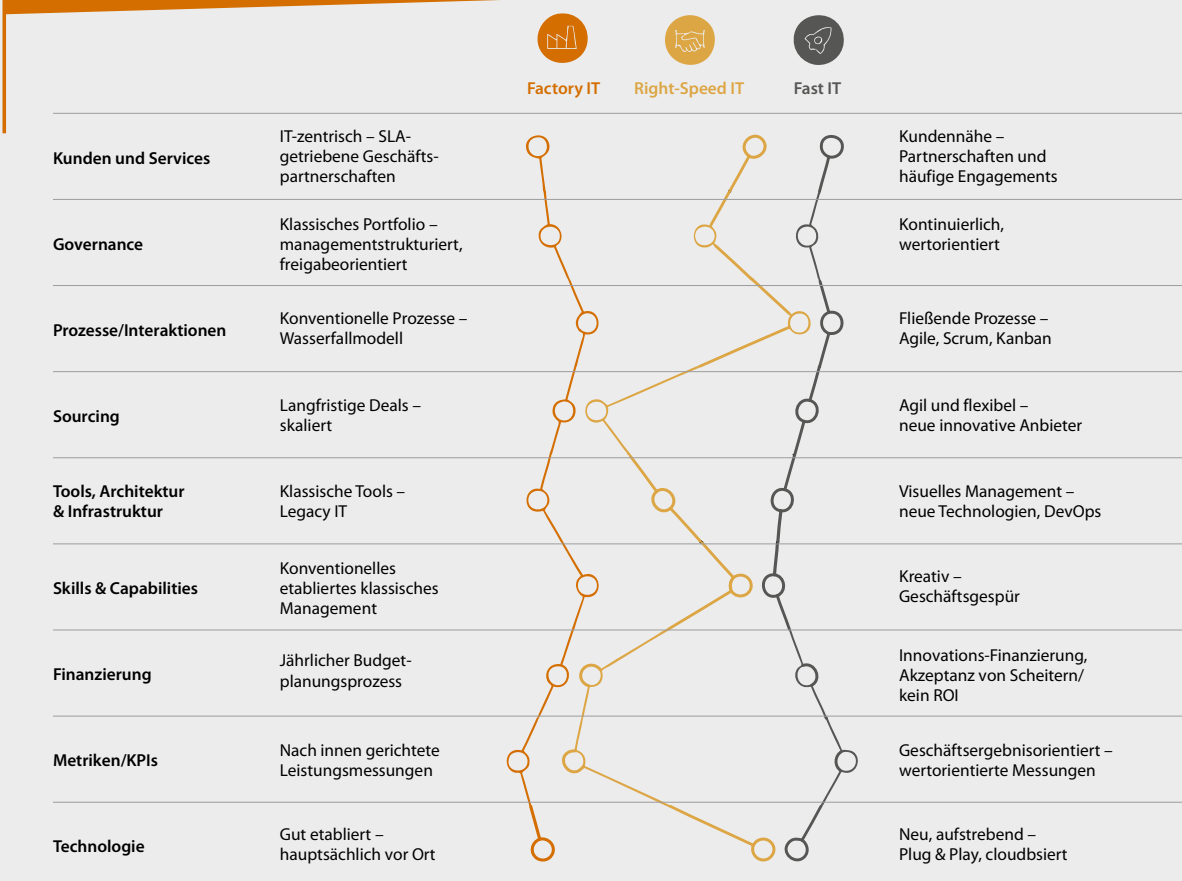 Factory IT
Right-Speed IT
Fast IT
Kunden und Services
IT-zentrisch – SLA-
getriebene Geschäfts-
partnerschaften
Kundennähe –
Partnerschaften und
häufige Engagements
Governance
Klassisches Portfolio –
managementstrukturiert,
freigabeorientiert
Kontinuierlich,
wertorientiert
Prozesse/Interaktionen
Konventionelle Prozesse –
Wasserfallmodell
Fließende Prozesse –
Agile, Scrum, Kanban
Sourcing
Langfristige Deals –
skaliert
Agil und flexibel –
neue innovative Anbieter
Tools, Architektur
& Infrastruktur
Klassische Tools –
Legacy IT
Visuelles Management –
neue Technologien, DevOps
Skills & Capabilities
Konventionelles
etabliertes klassisches
Management
Kreativ –
Geschäftsgespür
Finanzierung
Jährlicher Budget-
planungsprozess
Innovations-Finanzierung,
Akzeptanz von Scheitern/
kein ROI
Metriken/KPIs
Nach innen gerichtete
Leistungsmessungen
Geschäftsergebnisorientiert –
wertorientierte Messungen
Technologie
Gut etabliert –
hauptsächlich vor Ort
Neu, aufstrebend –
Plug & Play, cloudbsiert